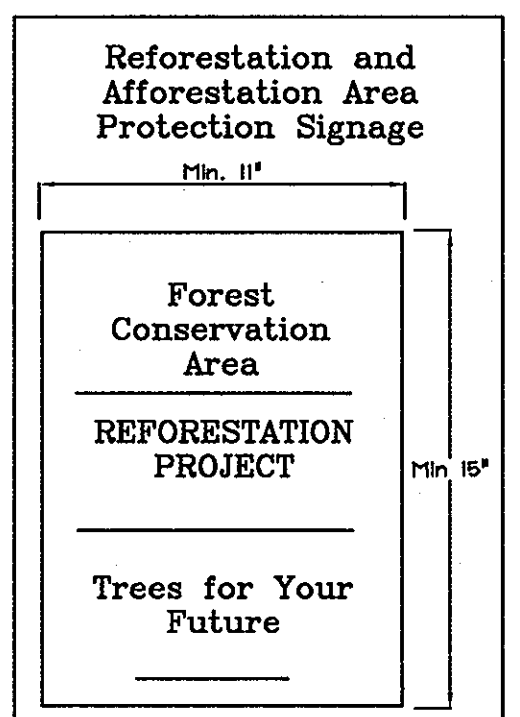 Reforestation and
Afforestation Area
Protection Signage
Min. 11"
Forest
Conservation
Area
REFORESTATION
PROJECT
Min 15"
Trees for Your
Future